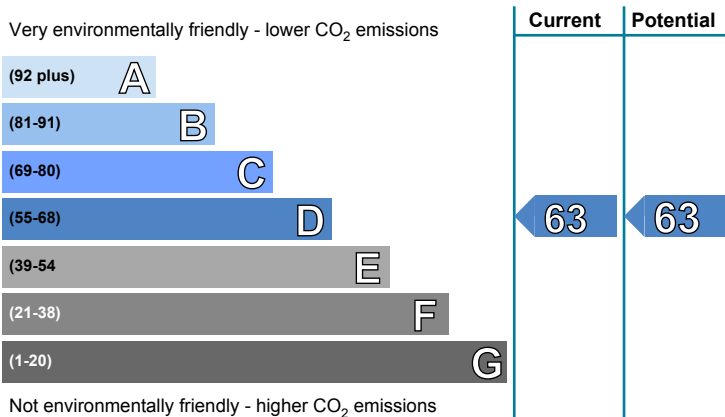 Current Potential
Very environmentally friendly - lower CO2 emissions
(92 plus) A
(81-91) B
(69-80) C
(55-68) D 63 63
(39-54 E
(21-38) F
(1-20) G
Not environmentally friendly - higher CO2 emissions